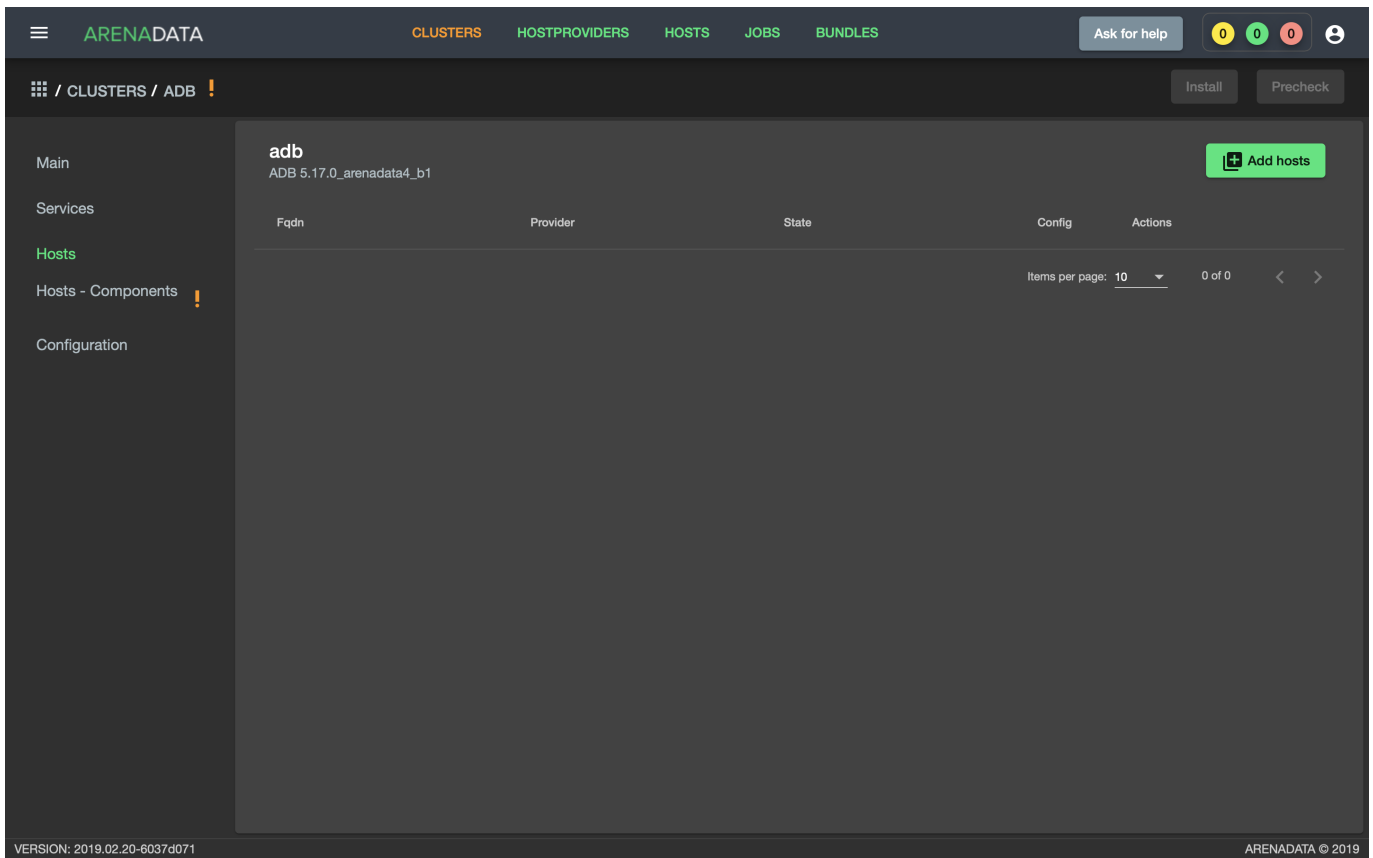 ARENADATA CLUSTERS HOSTPROVIDERS HOSTS JOBS BUNDLES Ask for help 0 0 0
/ CLUSTERS / ADB ! Install Precheck
Main
Services
Hosts
Hosts - Components !
Configuration
adb
ADB 5.17.0_arenadata4_b1
Add hosts
Fqdn Provider State Config Actions
Items per page: 10 0 of 0
VERSION: 2019.02.20-6037d071 ARENADATA © 2019